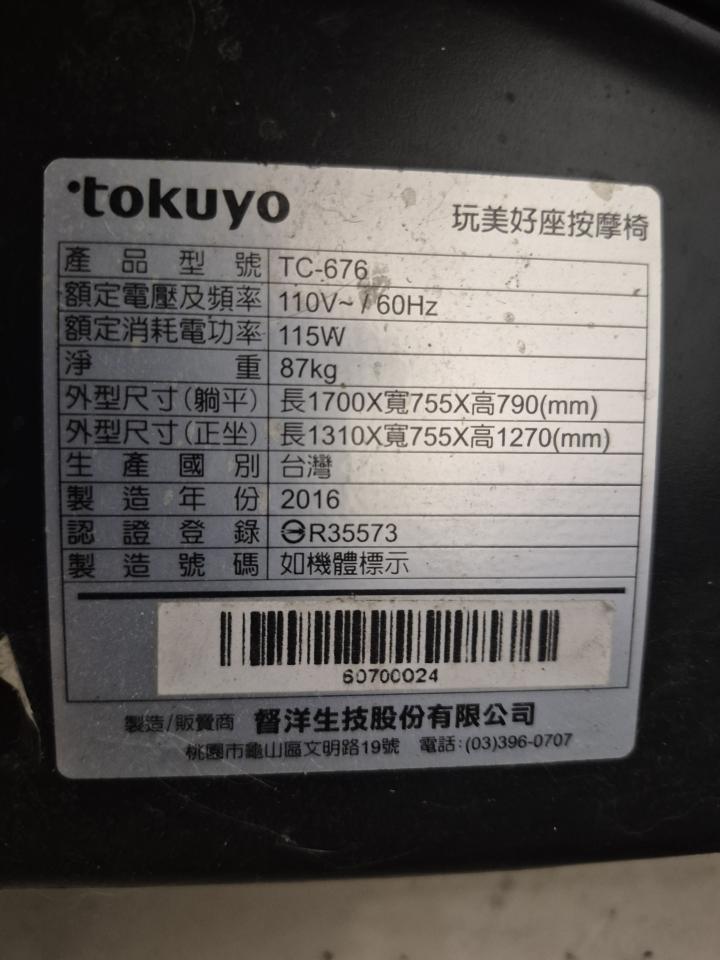 tokuyo
玩美好座按摩椅
產品型號 TC-676
額定電壓及頻率 110V~ / 60Hz
額定消耗電功率 115W
淨重 87kg
外型尺寸(躺平) 長1700X寬755X高790(mm)
外型尺寸(正坐) 長1310X寬755X高1270(mm)
生產國別 台灣
製造年份 2016
認證登錄 R35573
製造號碼 如機體標示
60700024
製造/販賣商 督洋生技股份有限公司
桃園市龜山區文明路19號 電話:(03)396-0707